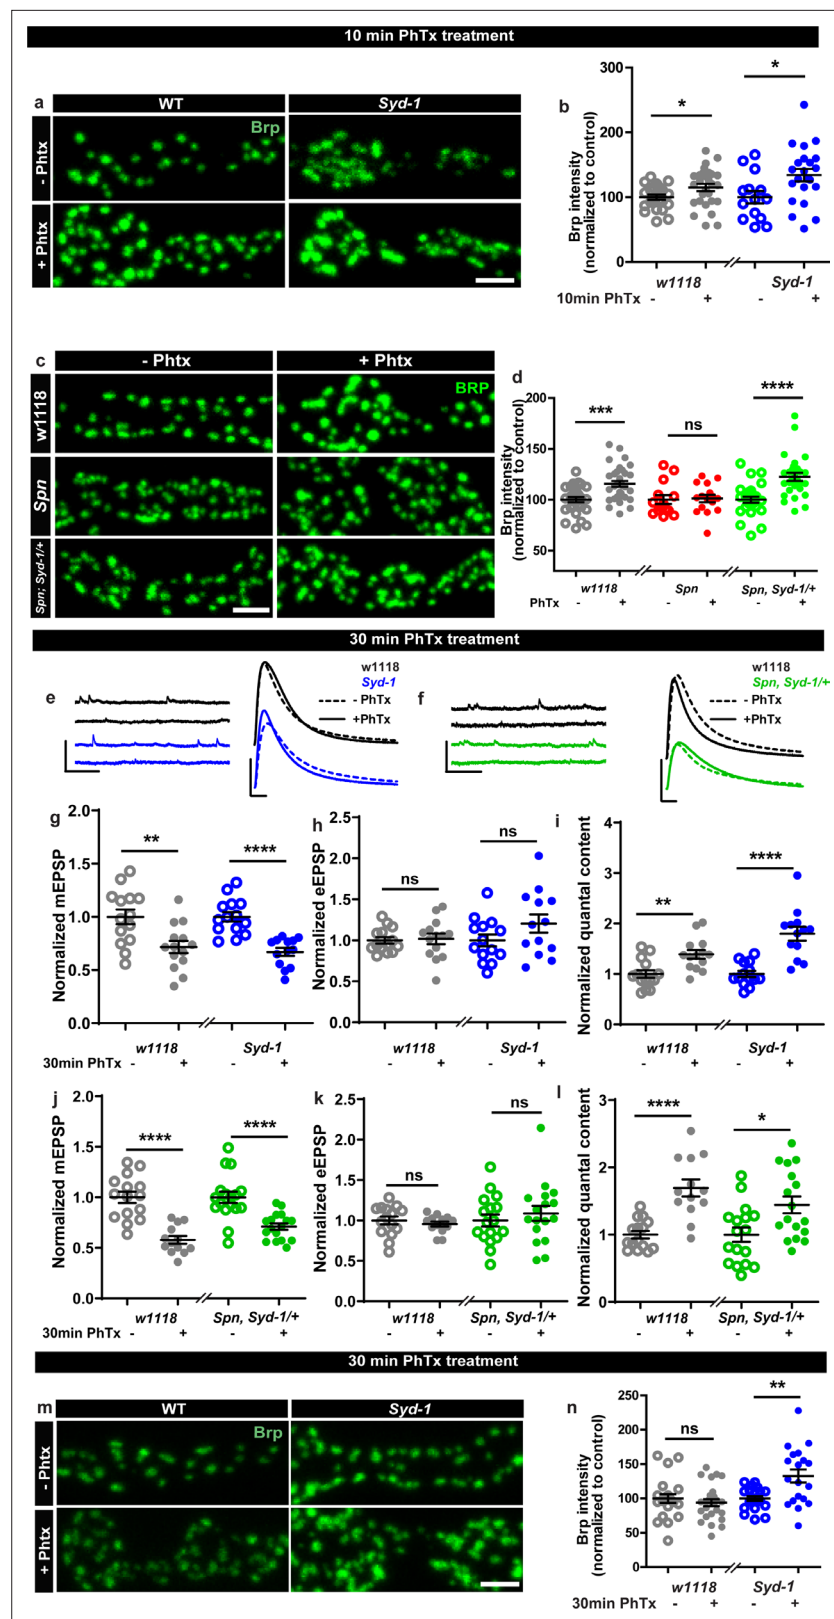 10 min PhTx treatment
a
WT
Syd-1
Brp
- Phtx
+ Phtx
b
Brp intensity
(normalized to control)
300
200
100
0
*
*
w1118
Syd-1
10min PhTx
-
+
-
+
c
- Phtx
+ Phtx
w1118
Spn
Spn; Syd-1/+
BRP
d
Brp intensity
(normalized to control)
200
150
100
50
***
ns
****
w1118
Spn
Spn, Syd-1/+
PhTx
-
+
-
+
-
+
30 min PhTx treatment
e
w1118
Syd-1
- PhTx
+PhTx
f
w1118
Spn, Syd-1/+
- PhTx
+PhTx
g
Normalized mEPSP
2.0
1.5
1.0
0.5
0.0
**
****
w1118
Syd-1
30min PhTx
-
+
-
+
h
Normalized eEPSP
2.5
2.0
1.5
1.0
0.5
0.0
ns
ns
w1118
Syd-1
-
+
-
+
i
Normalized quantal content
4
3
2
1
0
**
****
w1118
Syd-1
-
+
-
+
j
Normalized mEPSP
2.0
1.5
1.0
0.5
0.0
****
****
w1118
Spn, Syd-1/+
30min PhTx
-
+
-
+
k
Normalized eEPSP
2.5
2.0
1.5
1.0
0.5
0.0
ns
ns
w1118
Spn, Syd-1/+
-
+
-
+
l
Normalized quantal content
3
2
1
0
****
*
w1118
Spn, Syd-1/+
-
+
-
+
30 min PhTx treatment
m
WT
Syd-1
Brp
- Phtx
+ Phtx
n
Brp intensity
(normalized to control)
250
200
150
100
50
0
ns
**
w1118
Syd-1
30min PhTx
-
+
-
+